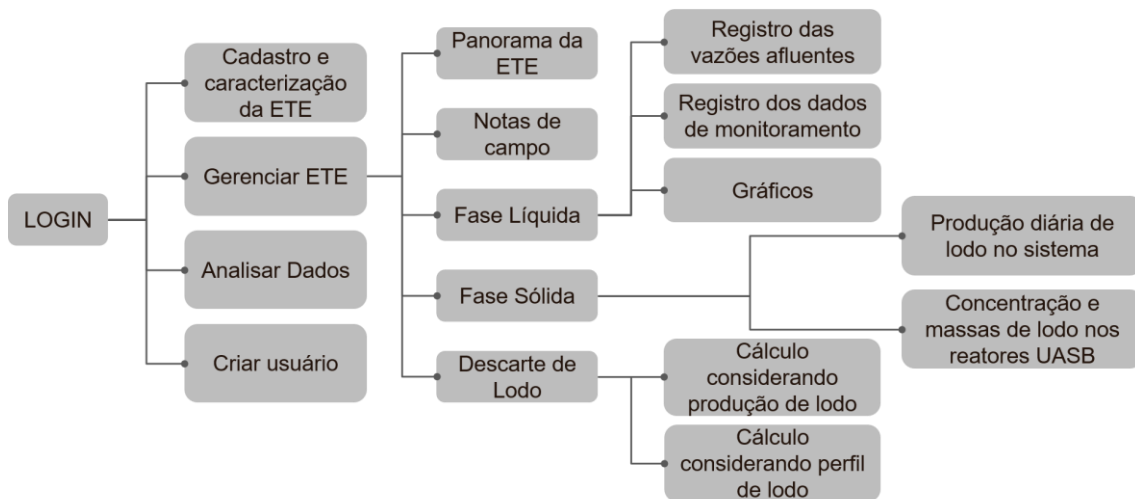 LOGIN
Cadastro e
caracterização
da ETE
Gerenciar ETE
Analisar Dados
Criar usuário
Panorama da
ETE
Notas de
campo
Fase Líquida
Fase Sólida
Descarte de
Lodo
Registro das
vazões afluentes
Registro dos dados
de monitoramento
Gráficos
Produção diária de
lodo no sistema
Concentração e
massas de lodo nos
reatores UASB
Cálculo
considerando
produção de lodo
Cálculo
considerando perfil
de lodo